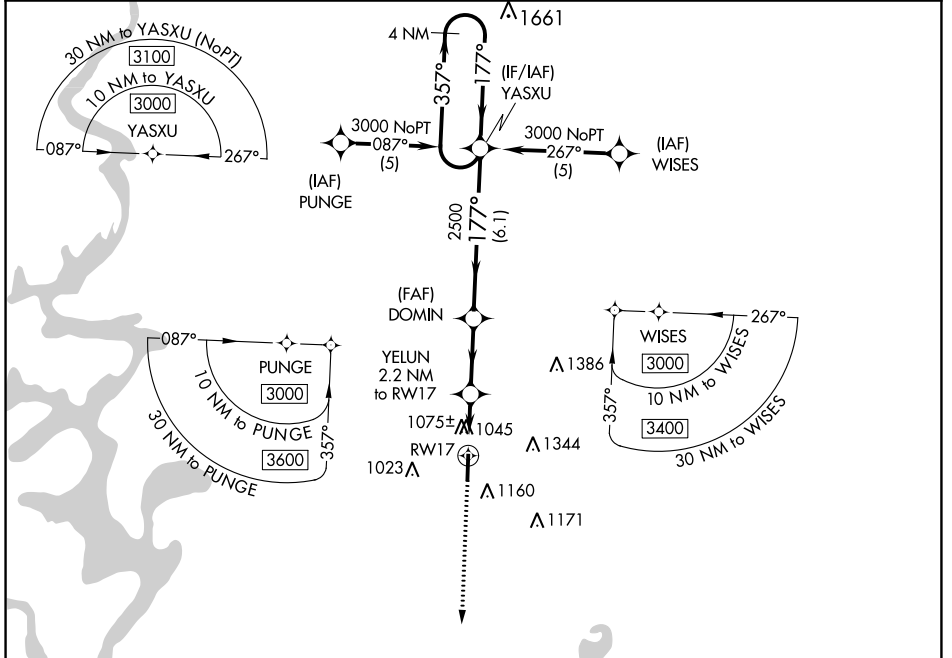 1661
4 NM
357°
177°
(IF/IAF)
YASXU
30 NM to YASXU (NoPT)
3100
10 NM to YASXU
3000
YASXU
087°
267°
3000 NoPT
087°
(5)
(IAF)
PUNGE
3000 NoPT
267°
(5)
(IAF)
WISES
2500
177°
(6.1)
(FAF)
DOMIN
YELUN
2.2 NM
to RW17
1075±
1045
RW17
1023
1160
1171
1344
1386
087°
PUNGE
3000
10 NM to PUNGE
3600
30 NM to PUNGE
357°
267°
WISES
3000
10 NM to WISES
3400
30 NM to WISES
357°